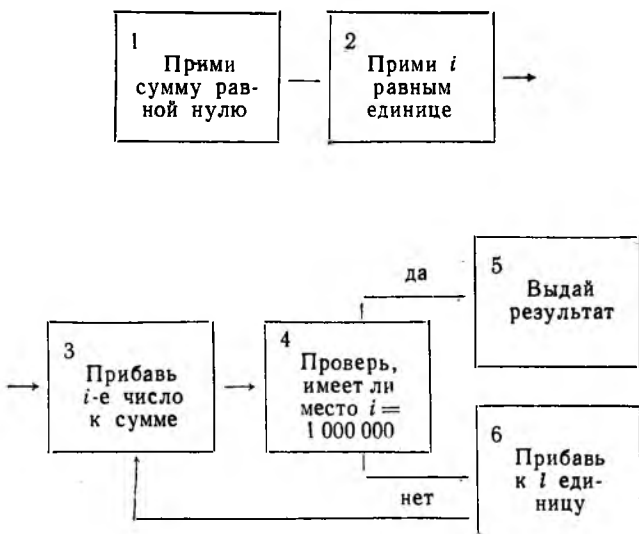 1
Прими
сумму рав-
ной нулю
2
Прими i
равным
единице
3
Прибавь
i-е число
к сумме
4
Проверь,
имеет ли
место i =
1 000 000
да
5
Выдай
результат
нет
6
Прибавь
к l еди-
ницу